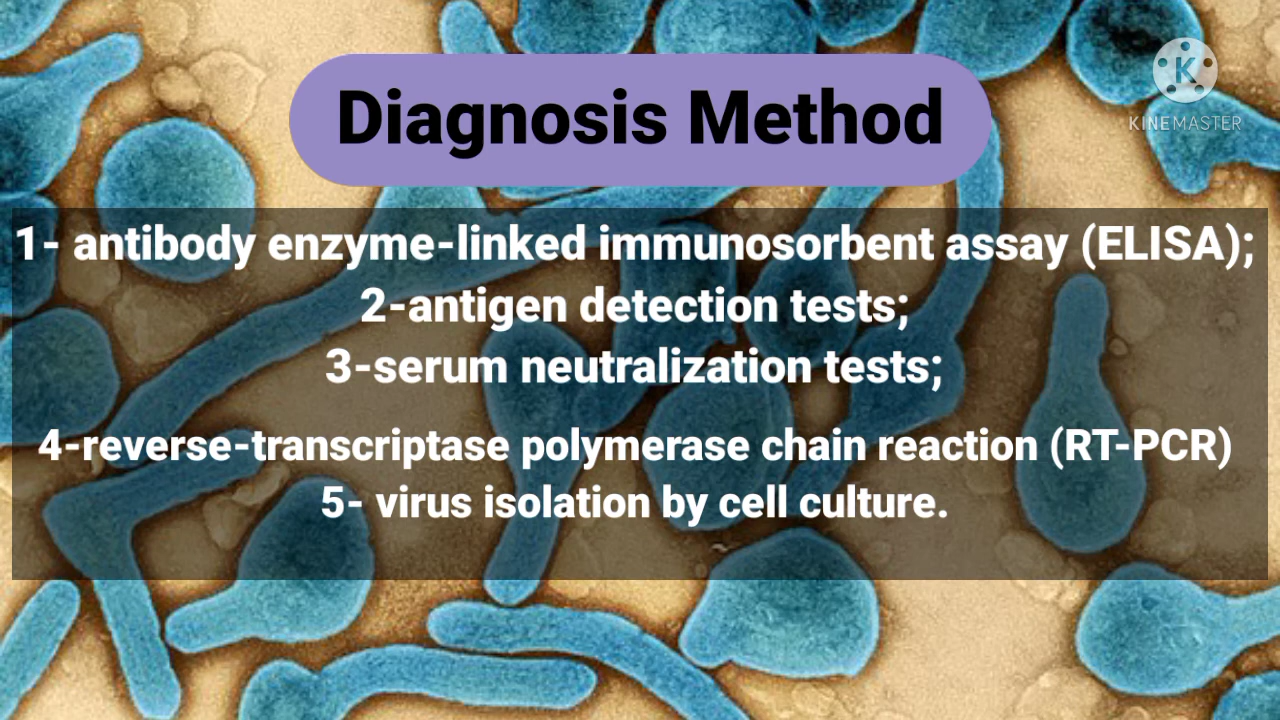 Diagnosis Method
K
KINEMASTER
1- antibody enzyme-linked immunosorbent assay (ELISA);
2-antigen detection tests;
3-serum neutralization tests;
4-reverse-transcriptase polymerase chain reaction (RT-PCR)
5- virus isolation by cell culture.